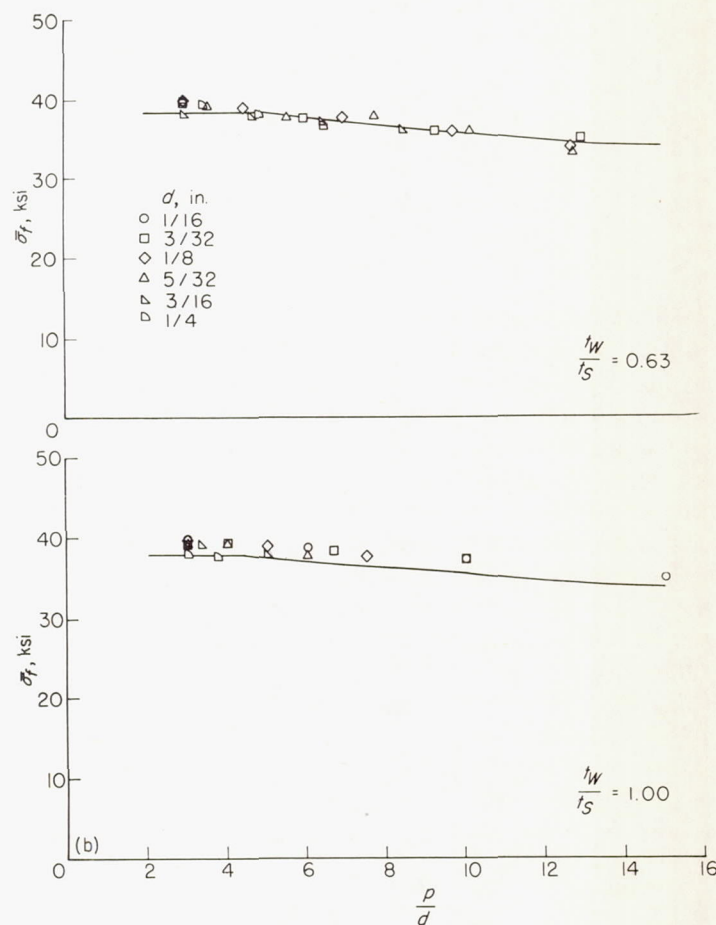 50
40
30
20
10
0
σ̄f, ksi
d, in.
○ 1/16
□ 3/32
◇ 1/8
△ 5/32
◺ 3/16
1/4
tW/tS = 0.63
50
40
30
20
10
0
σ̄f, ksi
tW/tS = 1.00
(b)
2 4 6 8 10 12 14 16
p/d